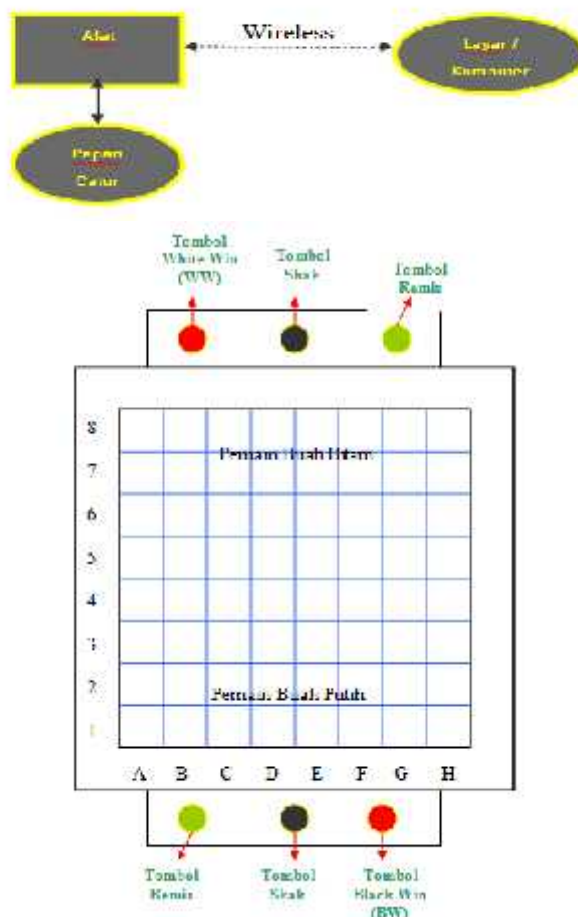 Alat
Wireless
Layar /
Komputer
Papan
Catur
Tombol
White Win
(WW)
Tombol
Skak
Tombol
Remis
8
Pemain Buah Hitam
7
6
5
4
3
2
Pemain Buah Putih
1
A B C D E F G H
Tombol
Remis
Tombol
Skak
Tombol
Black Win
(BW)